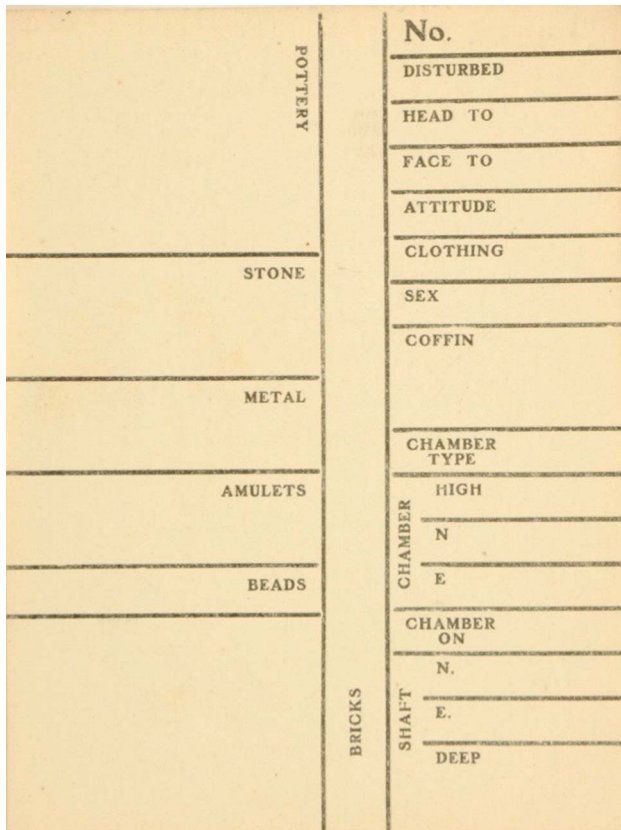 POTTERY
STONE
METAL
AMULETS
BEADS
BRICKS
No.
DISTURBED
HEAD TO
FACE TO
ATTITUDE
CLOTHING
SEX
COFFIN
CHAMBER
TYPE
CHAMBER
HIGH
N
E
CHAMBER
ON
SHAFT
N.
E.
DEEP